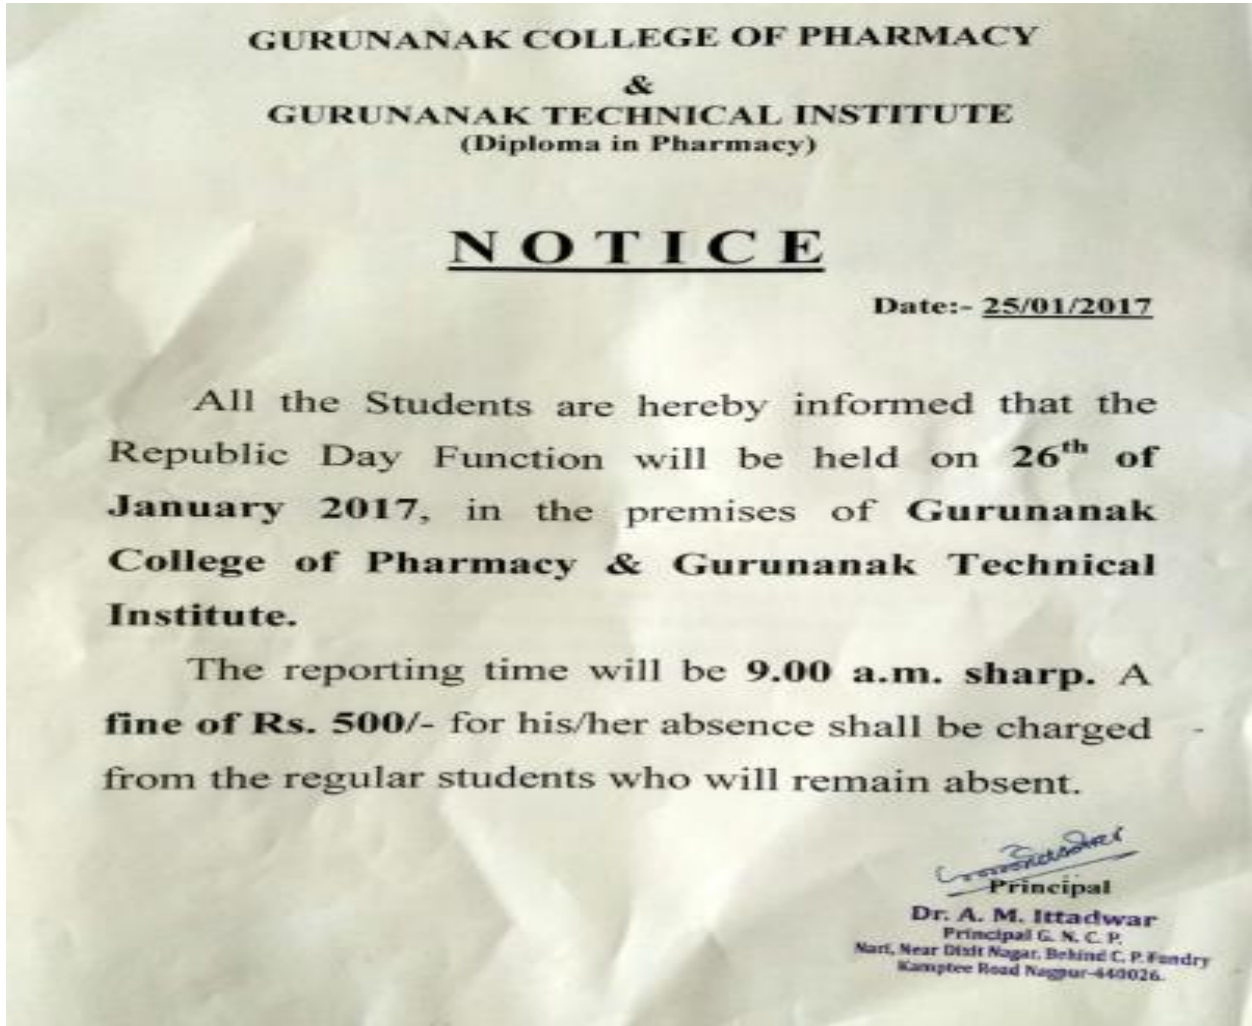 GURUNANAK COLLEGE OF PHARMACY
&
GURUNANAK TECHNICAL INSTITUTE
(Diploma in Pharmacy)
NOTICE
Date:- 25/01/2017
All the Students are hereby informed that the
Republic Day Function will be held on 26th of
January 2017, in the premises of Gurunanak
College of Pharmacy & Gurunanak Technical
Institute.
The reporting time will be 9.00 a.m. sharp. A
fine of Rs. 500/- for his/her absence shall be charged
from the regular students who will remain absent.
Principal
Dr. A. M. Ittadwar
Principal G. N. C. P.
Nari, Near Dixit Nagar, Behind C. P. Fundry
Kamptee Road Nagpur-440026.